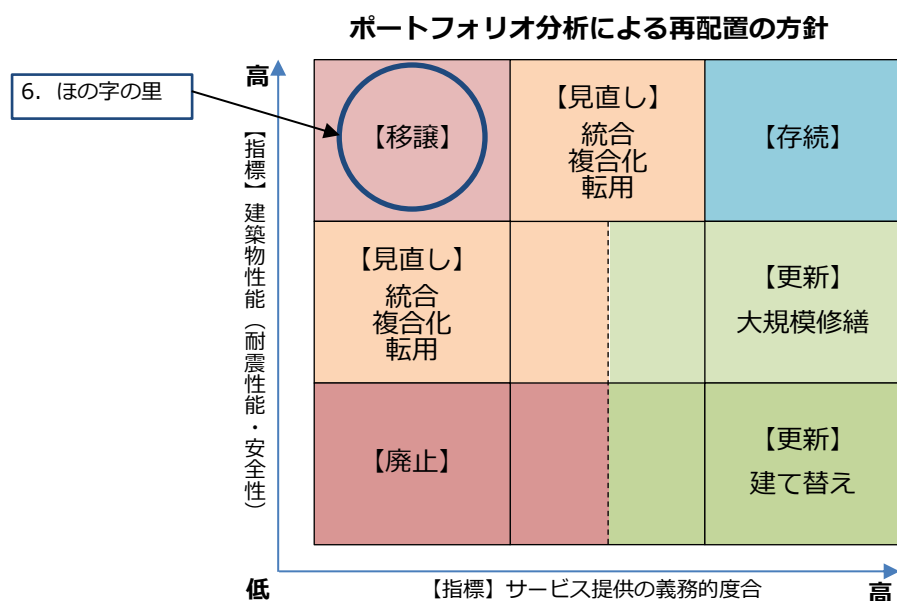 ポートフォリオ分析による再配置の方針
高
6. ほの字の里
【移譲】
【見直し】
統合
複合化
転用
【存続】
【指標】建築物性能（耐震性能・安全性）
【見直し】
統合
複合化
転用
【更新】
大規模修繕
【廃止】
【更新】
建て替え
低
【指標】サービス提供の義務的度合
高